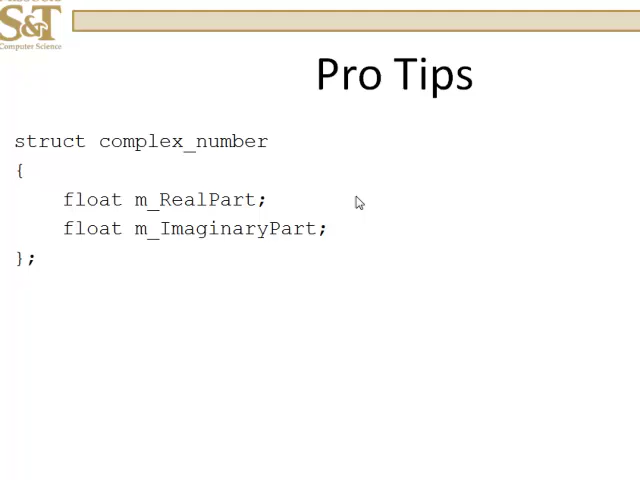 S&T
Computer Science
Pro Tips
struct complex_number
{
float m_RealPart;
float m_ImaginaryPart;
};